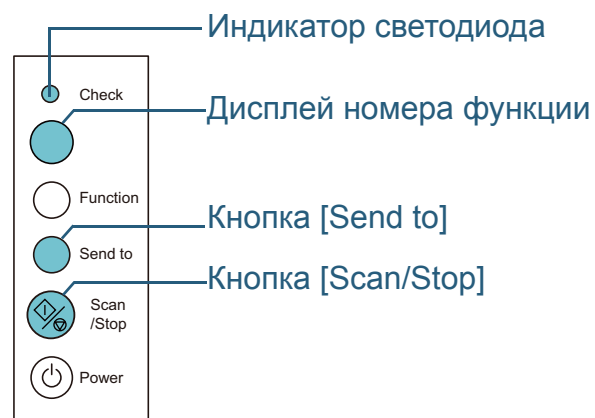 Индикатор светодиода
Check
Дисплей номера функции
Function
Кнопка [Send to]
Send to
Кнопка [Scan/Stop]
Scan
/Stop
Power